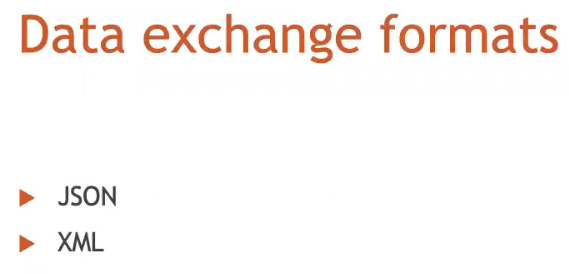 Data exchange formats
JSON
XML